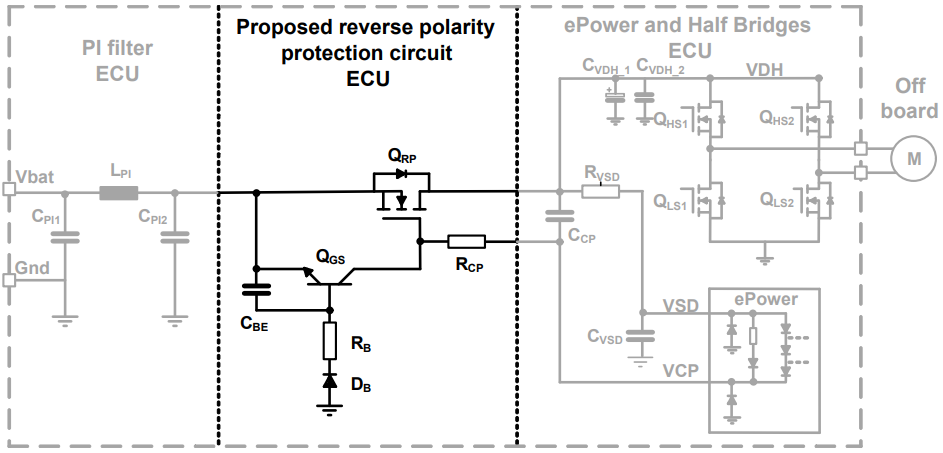 PI filter
ECU
Proposed reverse polarity
protection circuit
ECU
ePower and Half Bridges
ECU
Off
board
CVDH_1
CVDH_2
VDH
QHS1
QHS2
M
QRP
Vbat
LPI
RVSD
QLS1
QLS2
CPI1
CPI2
CCP
QGS
RCP
Gnd
CBE
VSD
ePower
RB
CVSD
VCP
DB
+